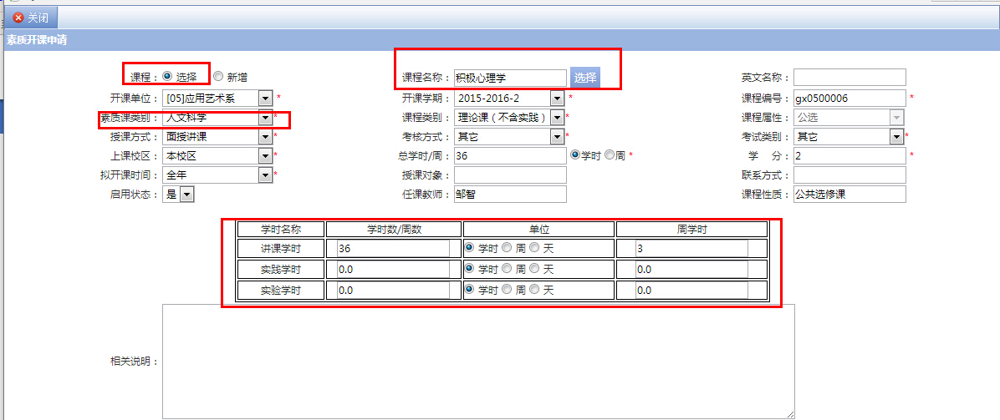 关闭
素质开课申请
课程： 选择 新增 课程名称： 积极心理学 选择 英文名称：
开课单位： [05]应用艺术系 * 开课学期： 2015-2016-2 * 课程编号： gx0500006 *
素质课类别： 人文科学 * 课程类别： 理论课（不含实践） * 课程属性： 公选
授课方式： 面授讲课 * 考核方式： 其它 * 考试类别： 其它 *
上课校区： 本校区 * 总学时/周： 36 学时 周 * 学 分： 2 *
拟开课时间： 全年 * 授课对象： 联系方式：
启用状态： 是 任课教师： 邹智 课程性质： 公共选修课
学时名称 学时数/周数 单位 周学时
讲课学时 36 学时 周 天 3
实践学时 0.0 学时 周 天 0.0
实验学时 0.0 学时 周 天 0.0
相关说明：